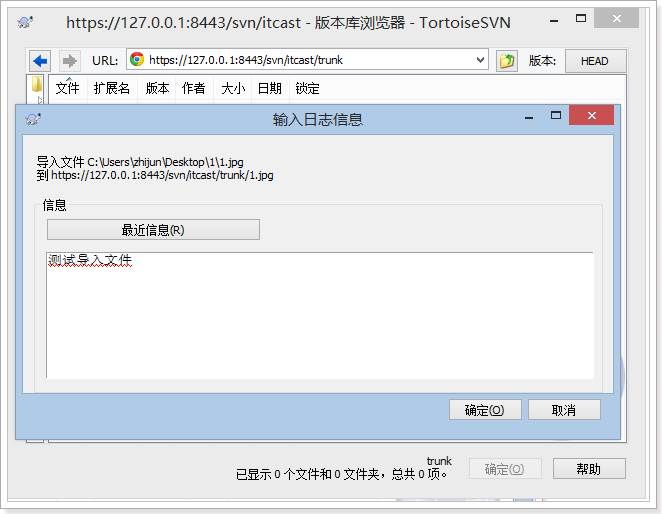 https://127.0.0.1:8443/svn/itcast - 版本库浏览器 - TortoiseSVN
URL: https://127.0.0.1:8443/svn/itcast/trunk 版本: HEAD
文件 扩展名 版本 作者 大小 日期 锁定
输入日志信息
导入文件 C:\Users\zhijun\Desktop\1\1.jpg
到 https://127.0.0.1:8443/svn/itcast/trunk/1.jpg
信息
最近信息(R)
测试导入文件
确定(O) 取消
trunk
已显示 0 个文件和 0 文件夹，总共 0 项。
确定(O) 帮助